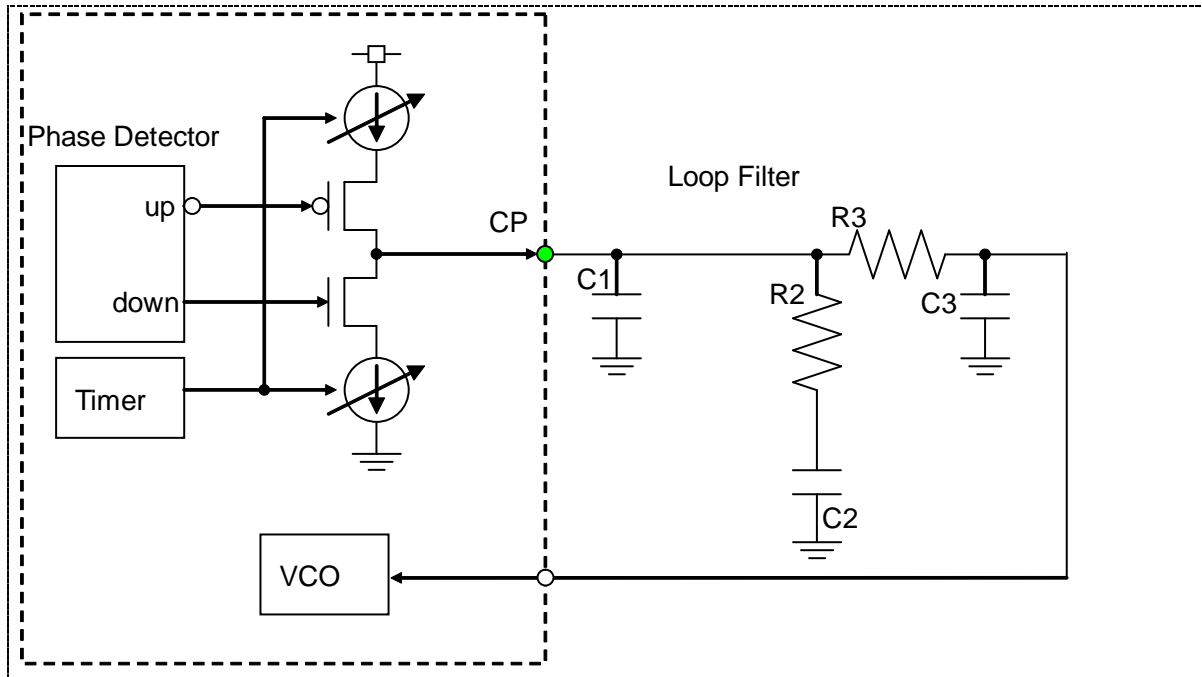 Phase Detector
up
down
Timer
CP
VCO
Loop Filter
C1
R2
R3
C3
C2